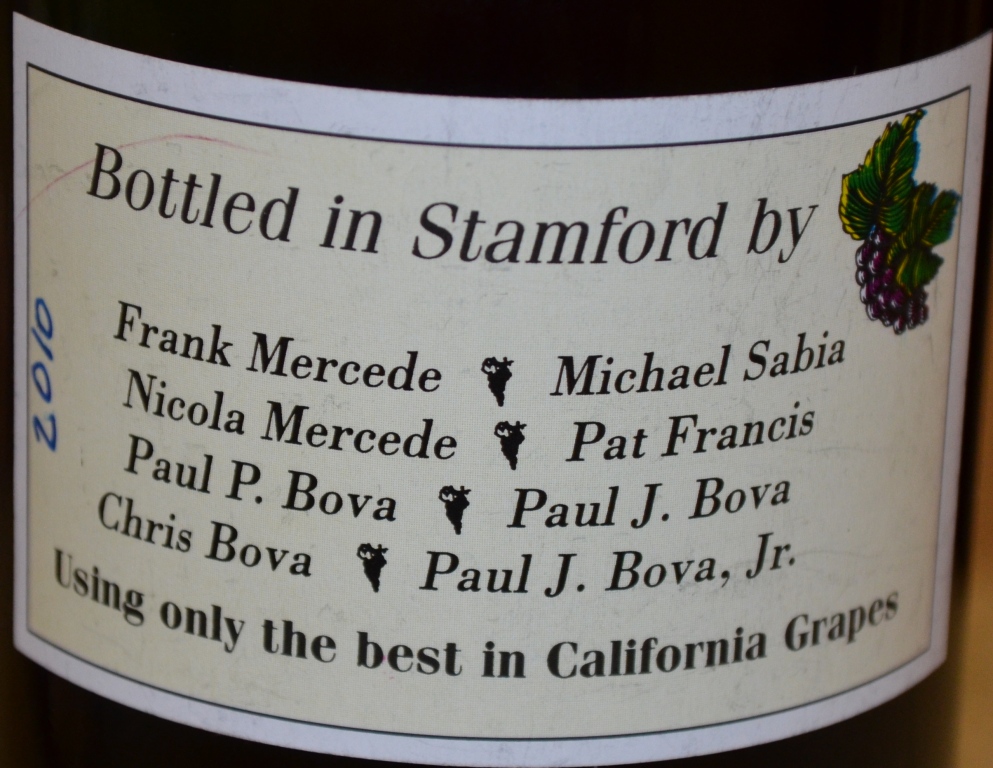 Bottled in Stamford by
Frank Mercede Michael Sabia
Nicola Mercede Pat Francis
Paul P. Bova Paul J. Bova
Chris Bova Paul J. Bova, Jr.
Using only the best in California Grapes
2010